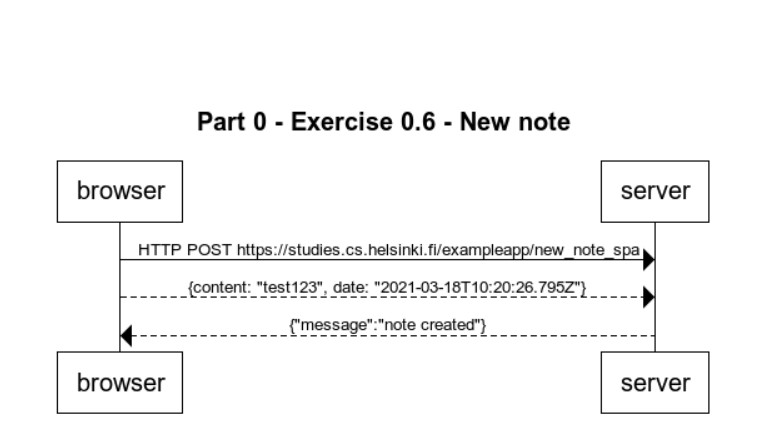 Part 0 - Exercise 0.6 - New note
browser
server
HTTP POST https://studies.cs.helsinki.fi/exampleapp/new_note_spa
{content: "test123", date: "2021-03-18T10:20:26.795Z"}
{"message":"note created"}
browser
server